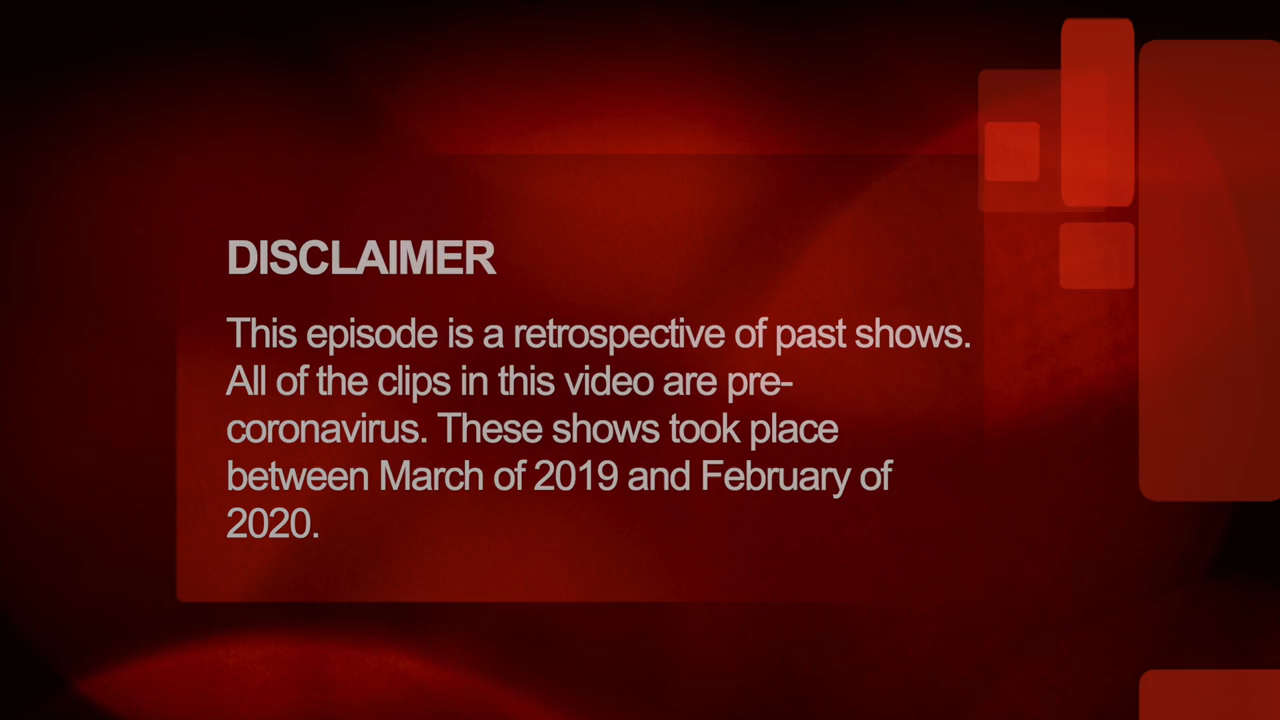 DISCLAIMER
This episode is a retrospective of past shows.
All of the clips in this video are pre-
coronavirus. These shows took place
between March of 2019 and February of
2020.